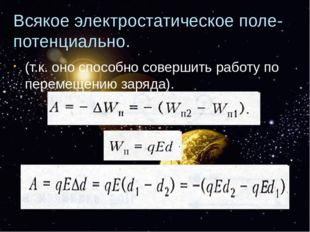 Всякое электростатическое поле-
потенциально.
(т.к. оно способно совершить работу по
перемещению заряда).
A = − ΔWп = − (Wп2 − Wп1).
Wп = qEd
A = qEΔd = qE(d₁ − d₂) = −(qEd₂ − qEd₁)